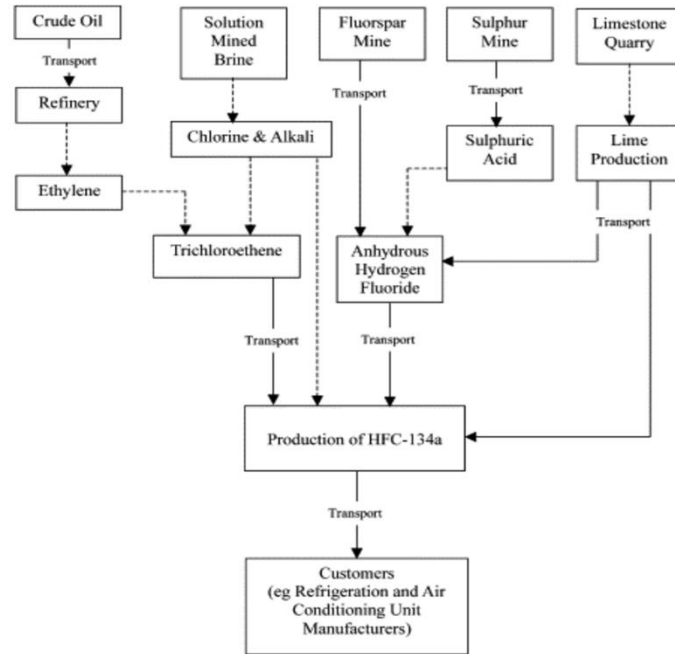 Crude Oil
Solution
Mined
Brine
Fluorspar
Mine
Sulphur
Mine
Limestone
Quarry
Transport
Transport
Transport
Refinery
Chlorine & Alkali
Sulphuric
Acid
Lime
Production
Ethylene
Transport
Trichloroethene
Anhydrous
Hydrogen
Fluoride
Transport
Transport
Production of HFC-134a
Transport
Customers
(eg Refrigeration and Air
Conditioning Unit
Manufacturers)